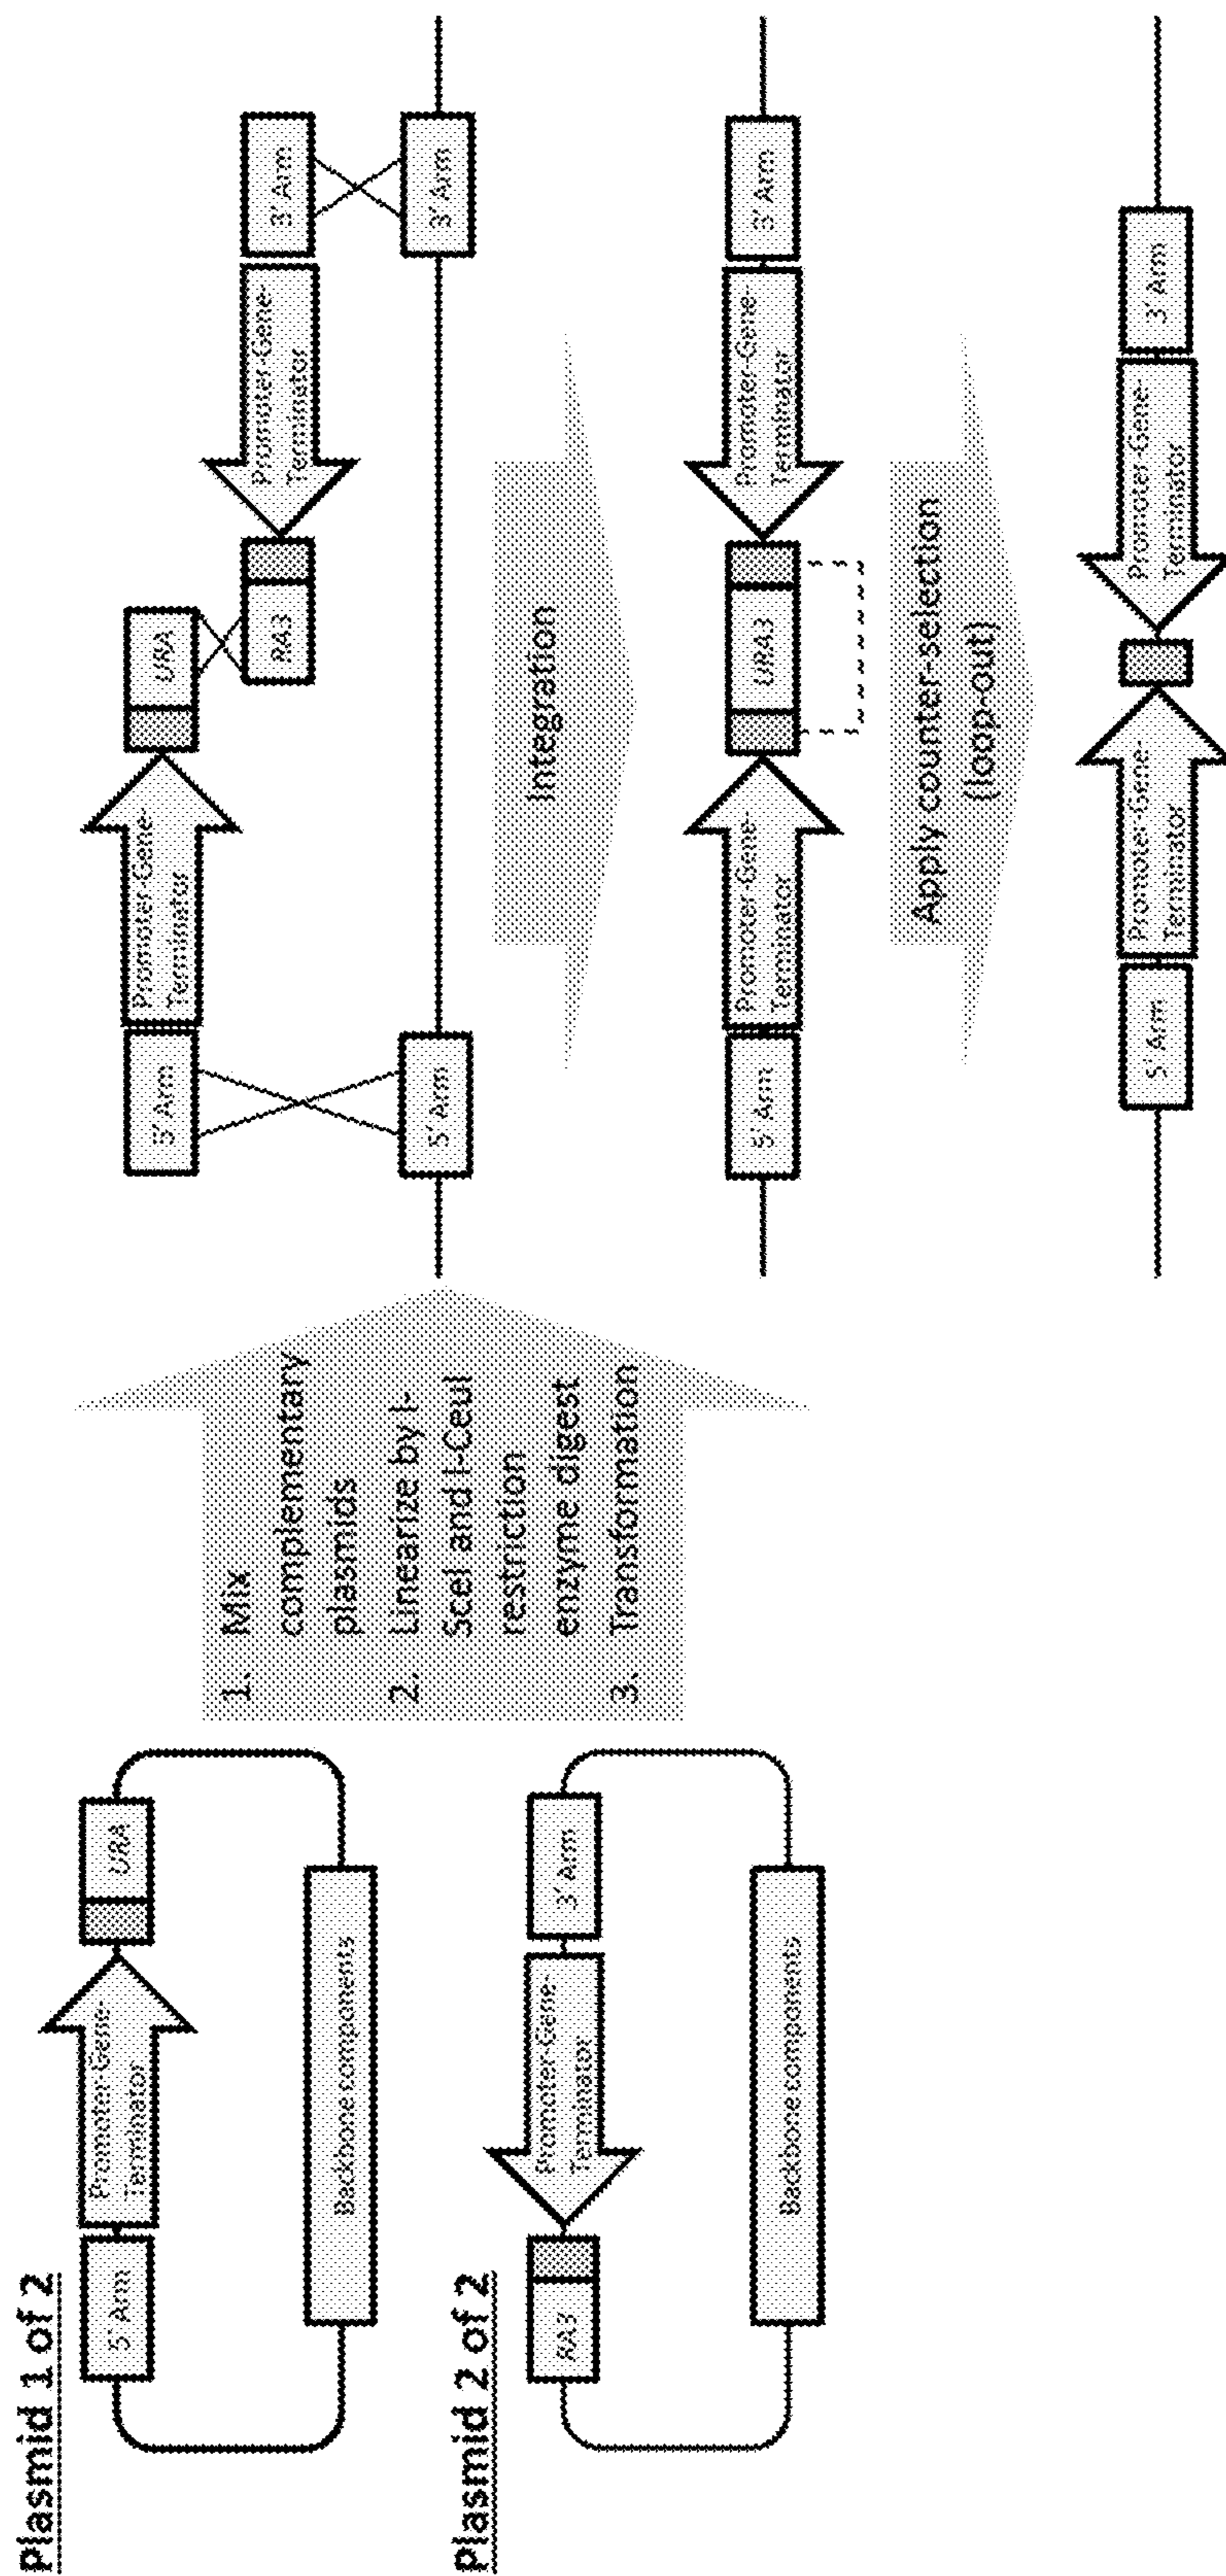 Plasmid 1 of 2
5' Arm
Promoter-Gene-
Terminator
URA
Backbone components
Plasmid 2 of 2
RA3
Promoter-Gene-
Terminator
3' Arm
Backbone components
1. Mix
complementary
plasmids
2. Linearize by I-
SceI and I-CeuI
restriction
enzyme digest
3. Transformation
5' Arm
Promoter-Gene-
Terminator
URA
RA3
Promoter-Gene-
Terminator
3' Arm
5' Arm
3' Arm
Integration
5' Arm
Promoter-Gene-
Terminator
URA3
Promoter-Gene-
Terminator
3' Arm
Apply counter-selection
(loop-out)
5' Arm
Promoter-Gene-
Terminator
Promoter-Gene-
Terminator
3' Arm